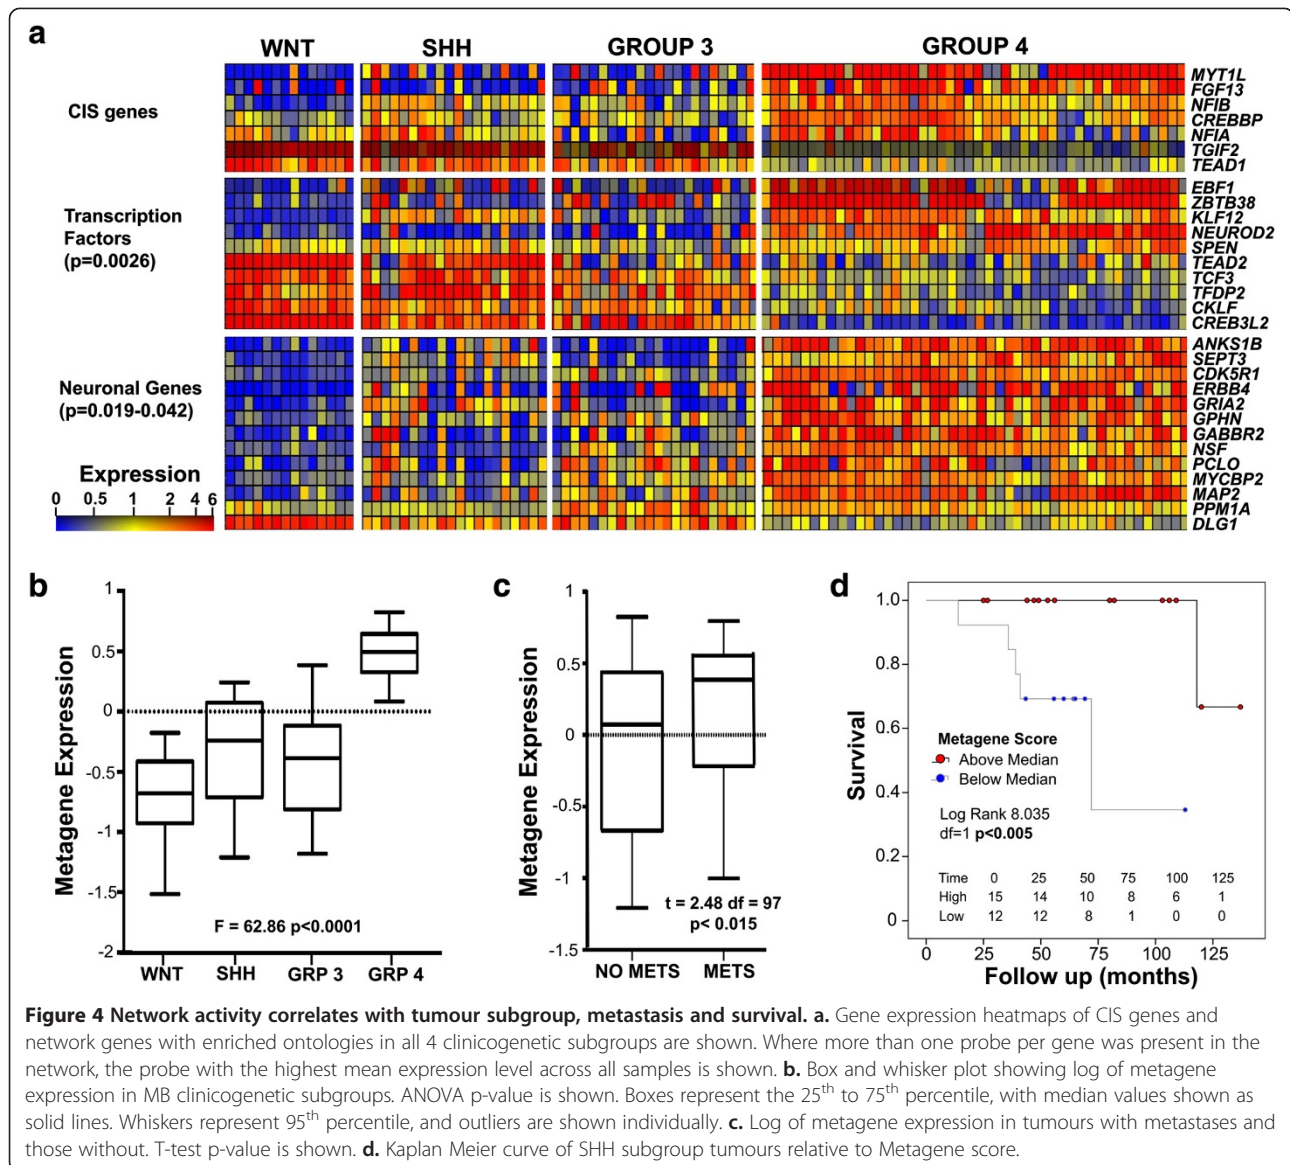 a
WNT SHH GROUP 3 GROUP 4
CIS genes
MYT1L
FGF13
NFIB
CREBBP
NFIA
TGIF2
TEAD1
Transcription
Factors
(p=0.0026)
EBF1
ZBTB38
KLF12
NEUROD2
SPEN
TEAD2
TCF3
TFDP2
CKLF
CREB3L2
Neuronal Genes
(p=0.019-0.042)
ANKS1B
SEPT3
CDK5R1
ERBB4
GRIA2
GPHN
GABBR2
NSF
PCLO
MYCBP2
MAP2
PPM1A
DLG1
Expression
0 0.5 1 2 4 6
b
Metagene Expression
1
0.5
0
-0.5
-1
-1.5
-2
F = 62.86 p<0.0001
WNT SHH GRP 3 GRP 4
c
Metagene Expression
1
0.5
0
-0.5
-1
-1.5
t = 2.48 df = 97
p< 0.015
NO METS METS
d
Survival
1.0
0.8
0.6
0.4
0.2
0
Metagene Score
Above Median
Below Median
Log Rank 8.035
df=1 p<0.005
Time 0 25 50 75 100 125
High 15 14 10 8 6 1
Low 12 12 8 1 0 0
0 25 50 75 100 125
Follow up (months)
Figure 4 Network activity correlates with tumour subgroup, metastasis and survival. a. Gene expression heatmaps of CIS genes and
network genes with enriched ontologies in all 4 clinicogenetic subgroups are shown. Where more than one probe per gene was present in the
network, the probe with the highest mean expression level across all samples is shown. b. Box and whisker plot showing log of metagene
expression in MB clinicogenetic subgroups. ANOVA p-value is shown. Boxes represent the 25th to 75th percentile, with median values shown as
solid lines. Whiskers represent 95th percentile, and outliers are shown individually. c. Log of metagene expression in tumours with metastases and
those without. T-test p-value is shown. d. Kaplan Meier curve of SHH subgroup tumours relative to Metagene score.